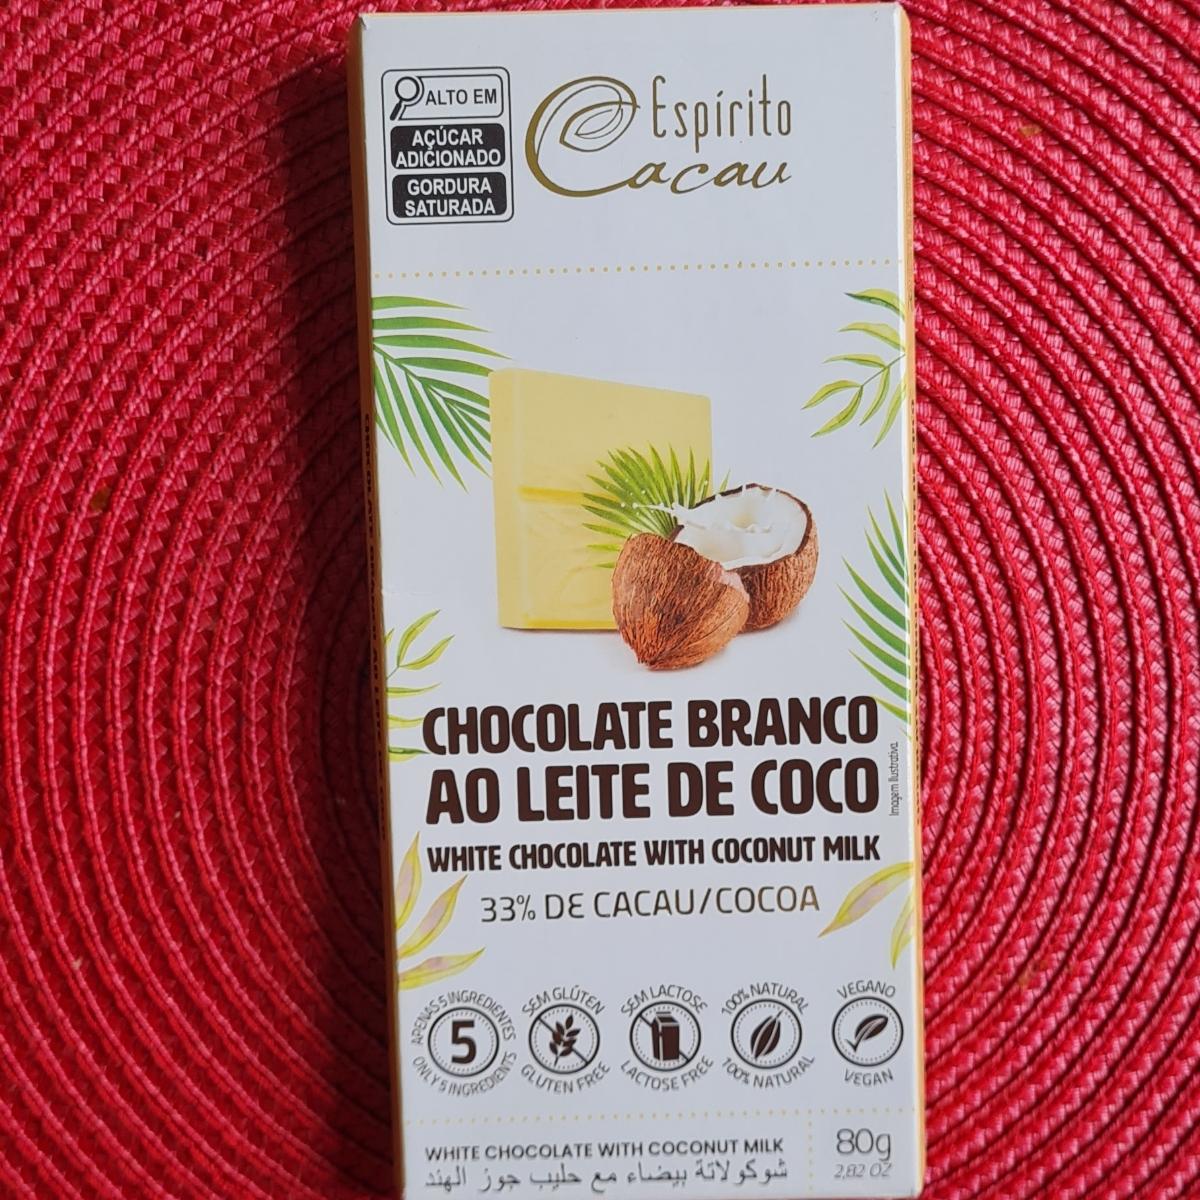 ALTO EM
AÇÚCAR
ADICIONADO
GORDURA
SATURADA
Espírito
Cacau
CHOCOLATE BRANCO
AO LEITE DE COCO
Imagem Ilustrativa
WHITE CHOCOLATE WITH COCONUT MILK
33% DE CACAU/COCOA
APENAS 5 INGREDIENTES
5
ONLY 5 INGREDIENTS
SEM GLÚTEN
GLUTEN FREE
SEM LACTOSE
LACTOSE FREE
100% NATURAL
100% NATURAL
VEGANO
VEGAN
WHITE CHOCOLATE WITH COCONUT MILK
شوكولاتة بيضاء مع حليب جوز الهند
80g
2,82 OZ